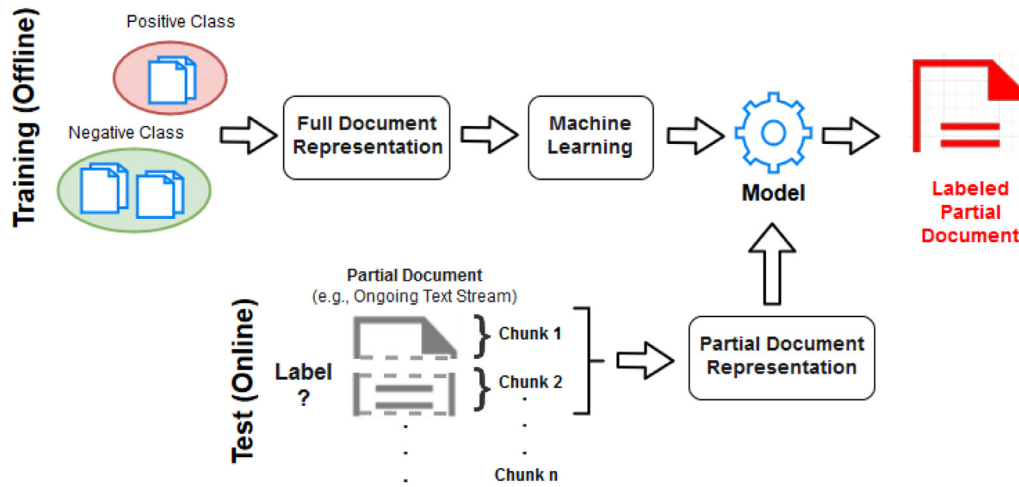 Training (Offline)
Positive Class
Negative Class
Full Document
Representation
Machine
Learning
Model
Labeled
Partial
Document
Test (Online)
Partial Document
(e.g., Ongoing Text Stream)
Label
?
Chunk 1
Chunk 2
Chunk n
Partial Document
Representation